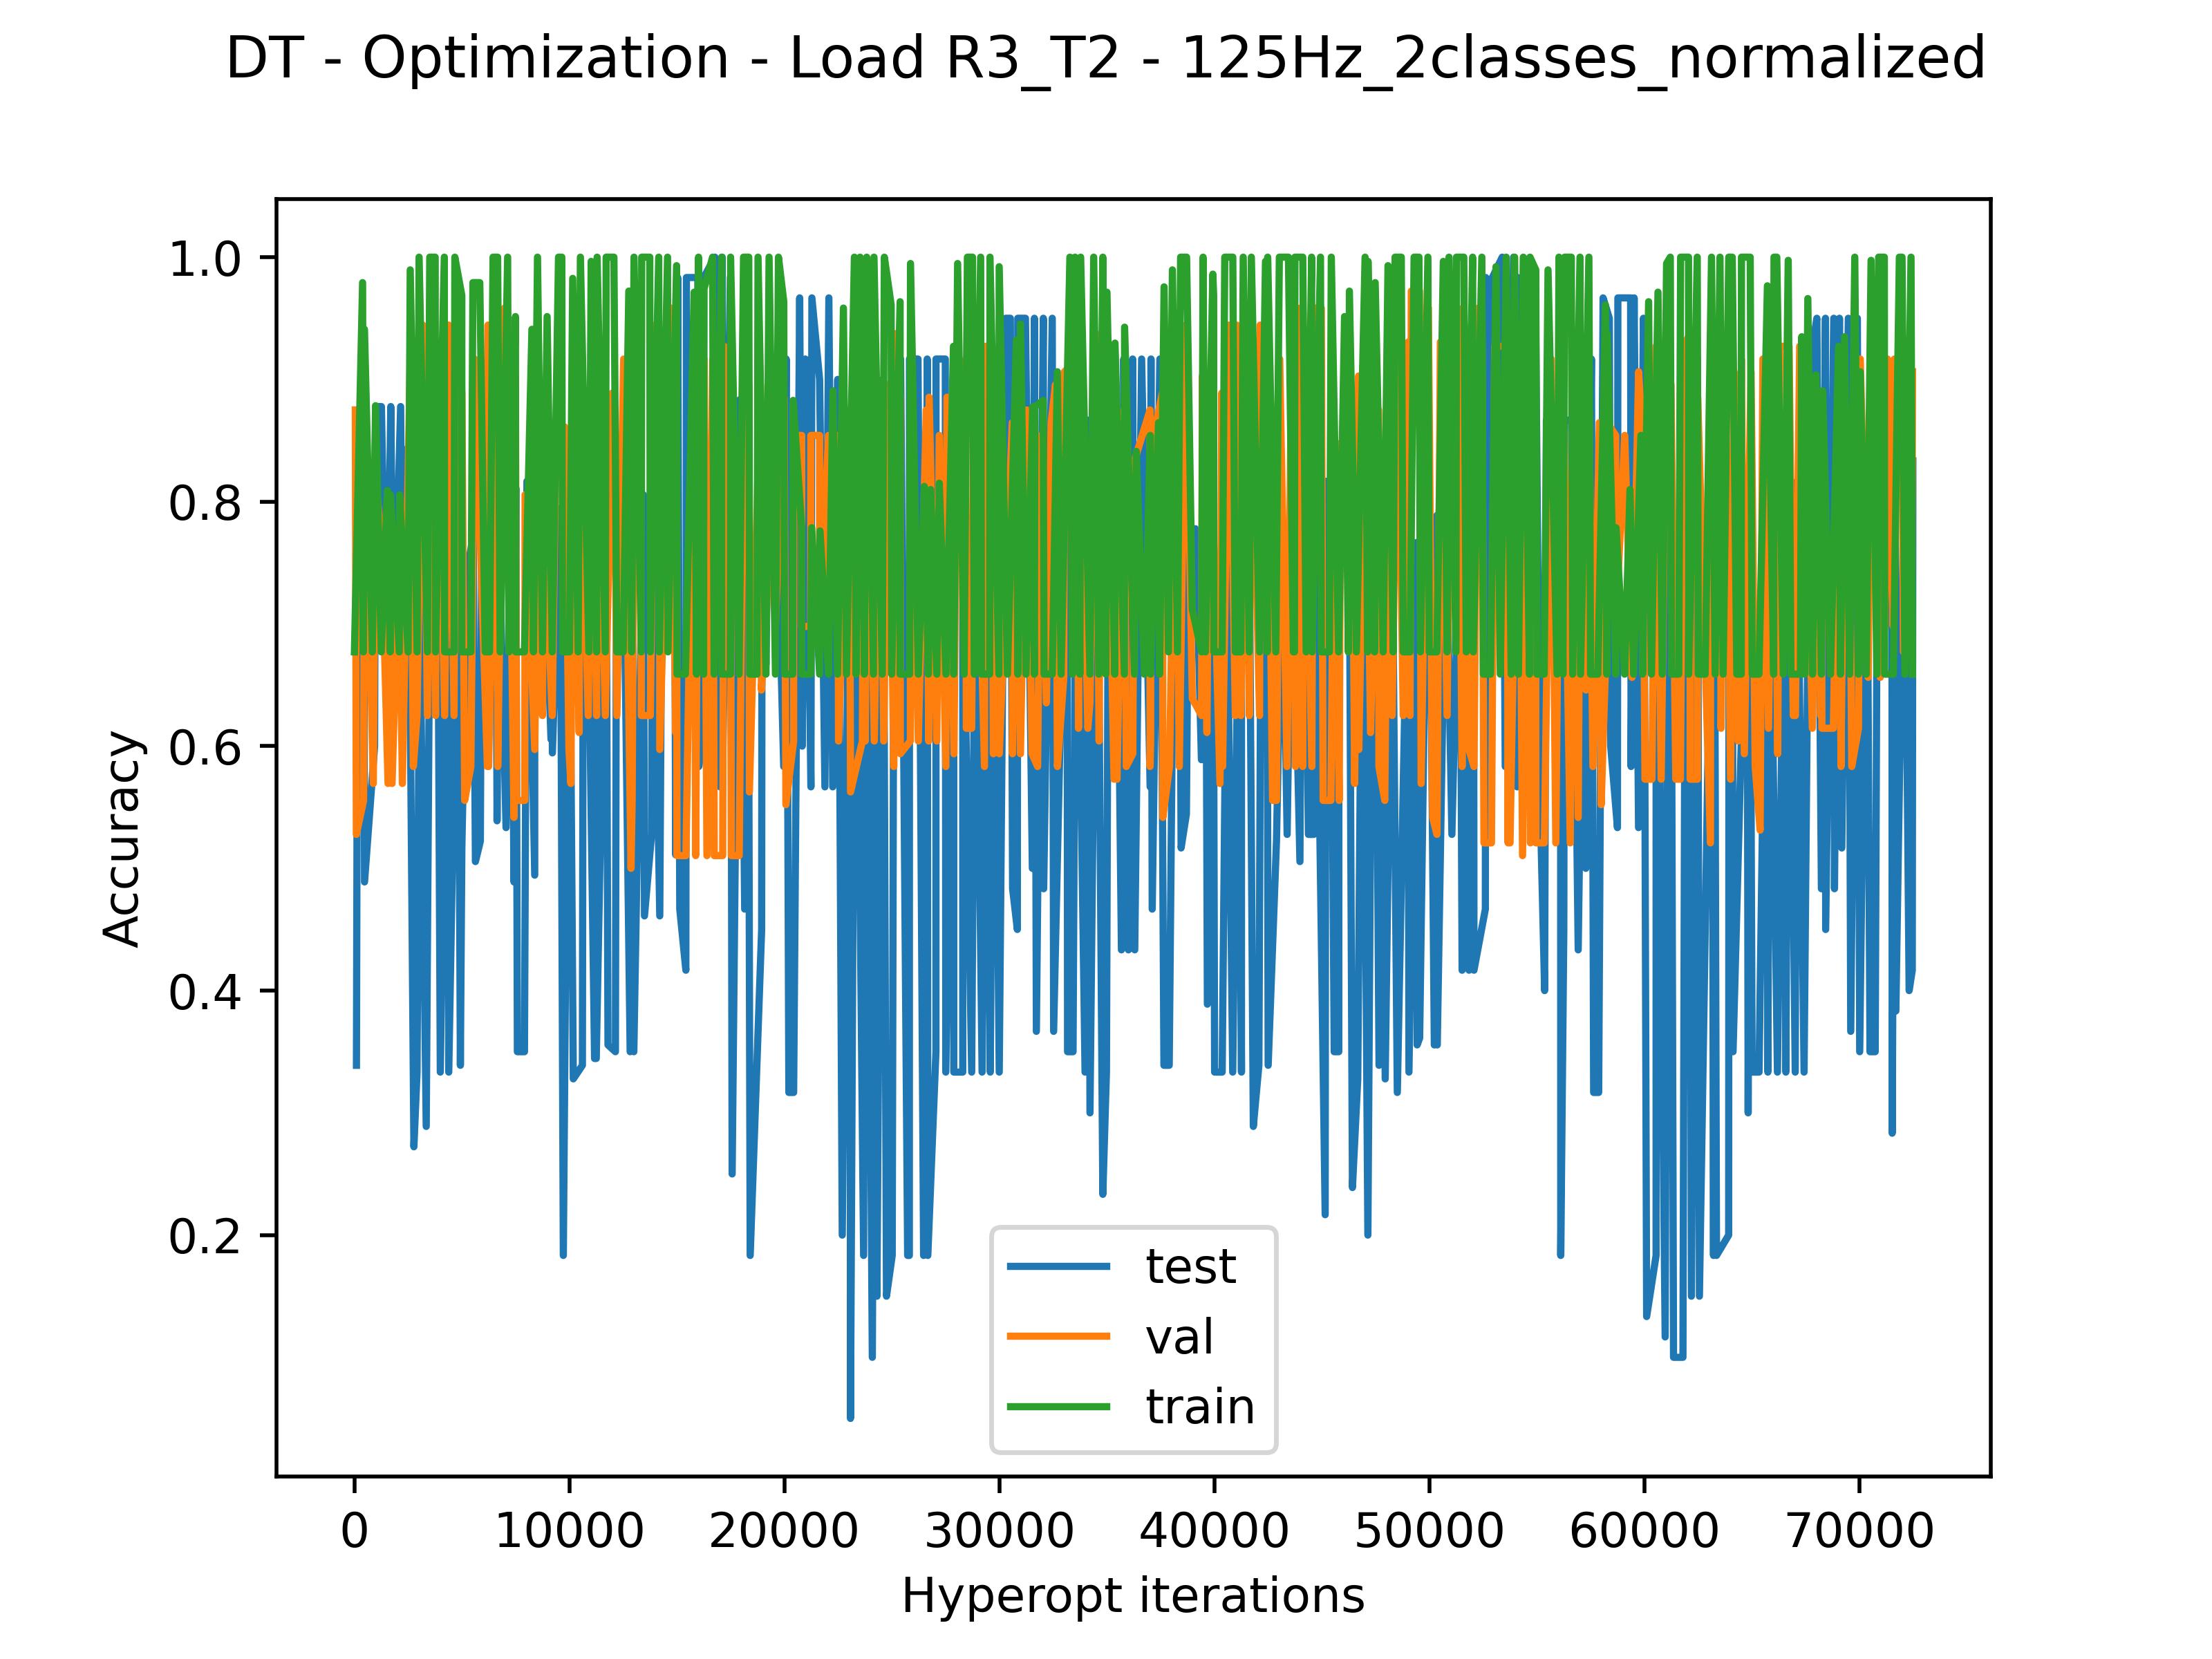 DT - Optimization - Load R3_T2 - 125Hz_2classes_normalized
1.0
0.8
0.6
0.4
0.2
Accuracy
test
val
train
0 10000 20000 30000 40000 50000 60000 70000
Hyperopt iterations